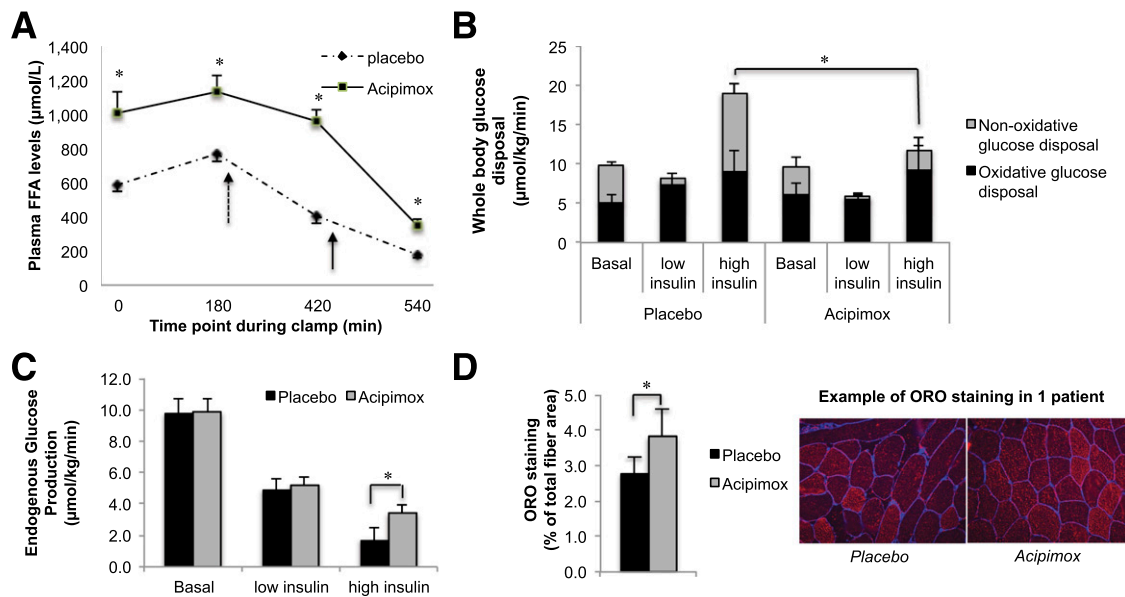 A
Plasma FFA levels (µmol/L)
1,400
1,200
1,000
800
600
400
200
0
*
*
*
*
placebo
Acipimox
0 180 420 540
Time point during clamp (min)
B
Whole body glucose
disposal
(µmol/kg/min)
25
20
15
10
5
0
*
Non-oxidative
glucose disposal
Oxidative glucose
disposal
Basal low insulin high insulin Basal low insulin high insulin
Placebo Acipimox
C
Endogenous Glucose
Production
(µmol/kg/min)
12.0
10.0
8.0
6.0
4.0
2.0
0.0
Placebo Acipimox
*
Basal low insulin high insulin
D
ORO staining
(% of total fiber area)
5.0
4.0
3.0
2.0
1.0
0.0
*
Placebo
Acipimox
Example of ORO staining in 1 patient
Placebo Acipimox